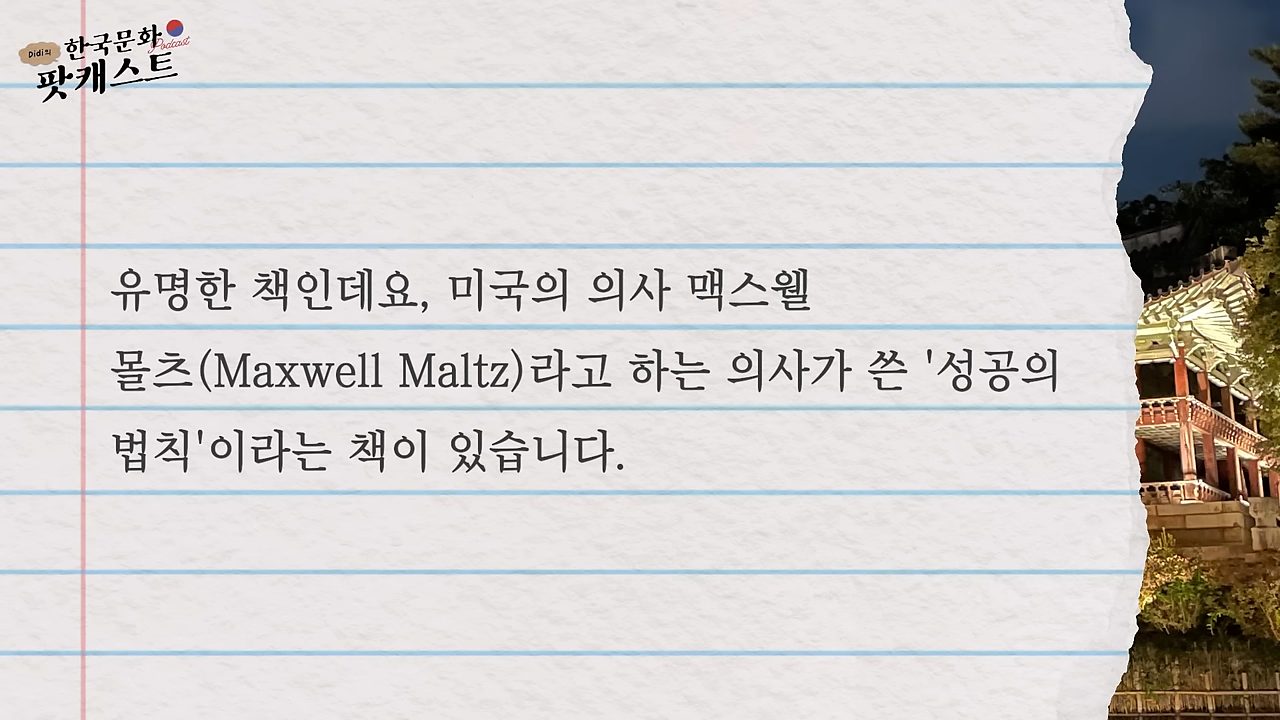 Didi의
한국문화
Podcast
팟캐스트
유명한 책인데요, 미국의 의사 맥스웰
몰츠(Maxwell Maltz)라고 하는 의사가 쓴 '성공의
법칙'이라는 책이 있습니다.